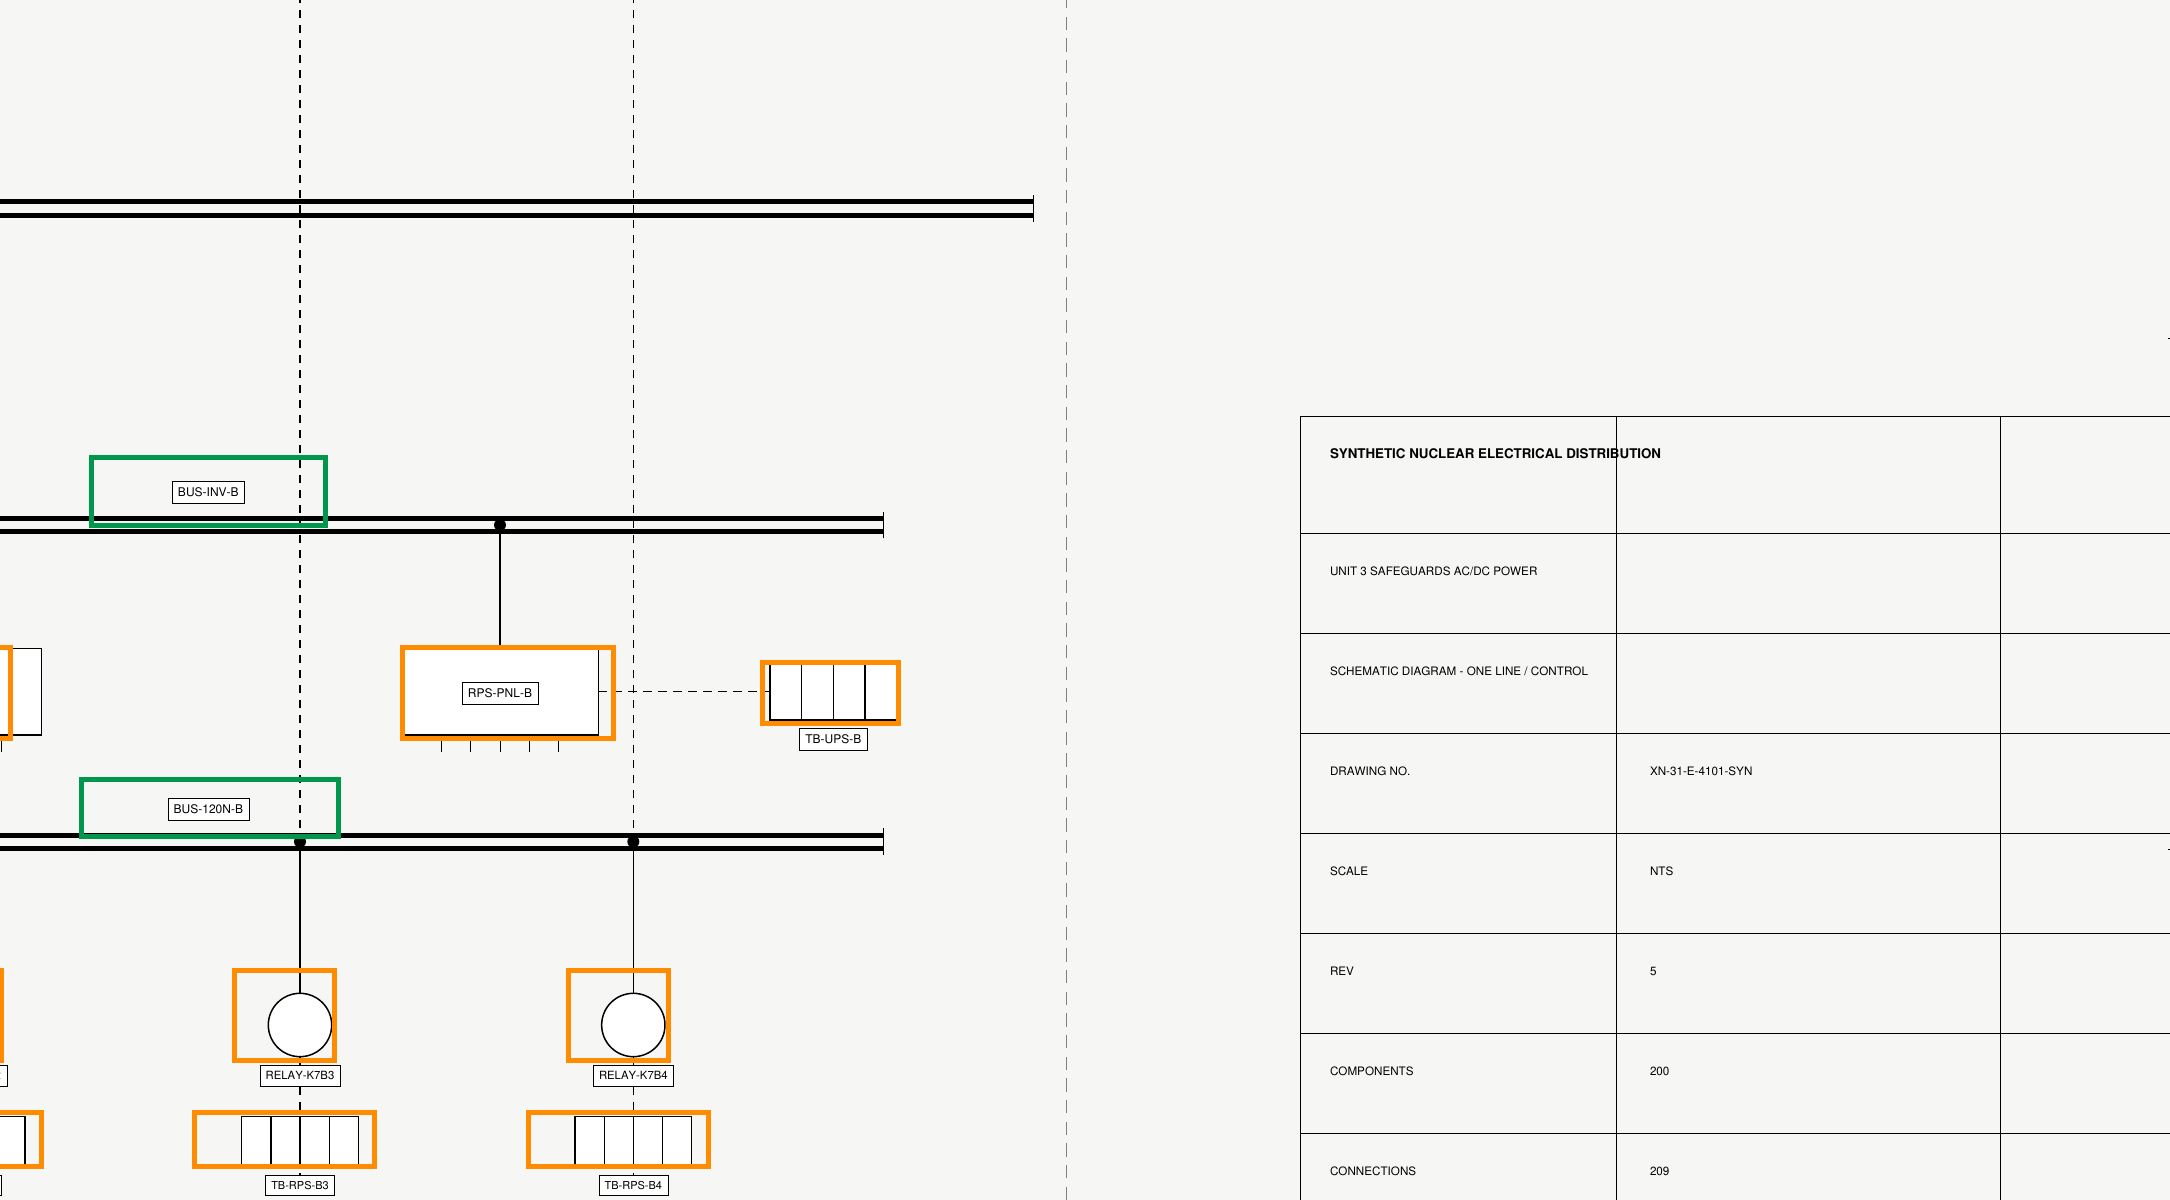 BUS-INV-B
RPS-PNL-B
TB-UPS-B
BUS-120N-B
RELAY-K7B3
RELAY-K7B4
TB-RPS-B3
TB-RPS-B4
SYNTHETIC NUCLEAR ELECTRICAL DISTRIBUTION
UNIT 3 SAFEGUARDS AC/DC POWER
SCHEMATIC DIAGRAM - ONE LINE / CONTROL
DRAWING NO. XN-31-E-4101-SYN
SCALE NTS
REV 5
COMPONENTS 200
CONNECTIONS 209